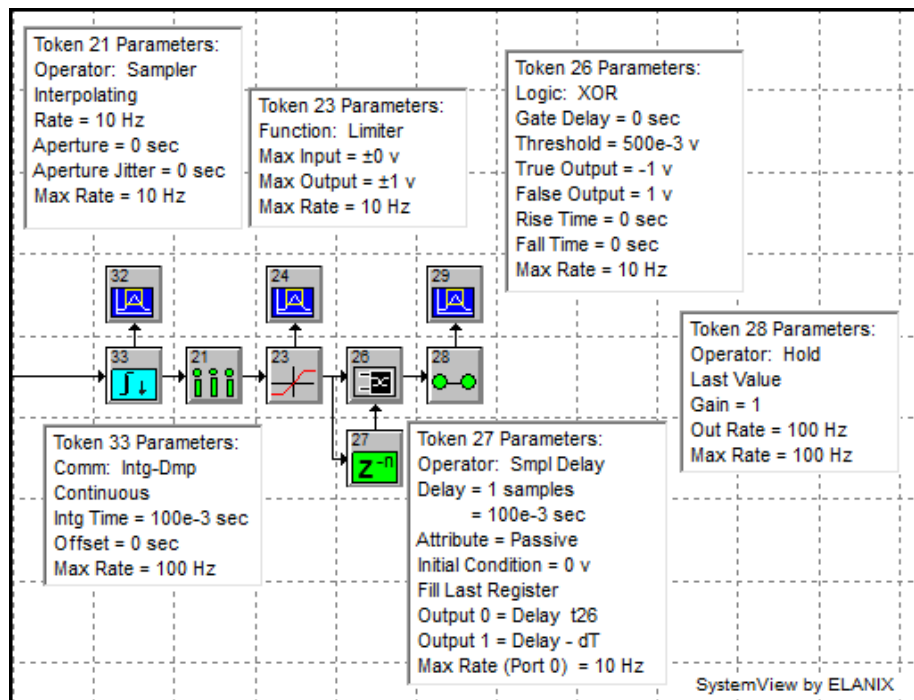 Token 21 Parameters:
Operator: Sampler
Interpolating
Rate = 10 Hz
Aperture = 0 sec
Aperture Jitter = 0 sec
Max Rate = 10 Hz
Token 23 Parameters:
Function: Limiter
Max Input = ±0 v
Max Output = ±1 v
Max Rate = 10 Hz
Token 26 Parameters:
Logic: XOR
Gate Delay = 0 sec
Threshold = 500e-3 v
True Output = -1 v
False Output = 1 v
Rise Time = 0 sec
Fall Time = 0 sec
Max Rate = 10 Hz
32
24
29
33
21
23
26
28
27
Z⁻ⁿ
Token 28 Parameters:
Operator: Hold
Last Value
Gain = 1
Out Rate = 100 Hz
Max Rate = 100 Hz
Token 33 Parameters:
Comm: Intg-Dmp
Continuous
Intg Time = 100e-3 sec
Offset = 0 sec
Max Rate = 100 Hz
Token 27 Parameters:
Operator: Smpl Delay
Delay = 1 samples
= 100e-3 sec
Attribute = Passive
Initial Condition = 0 v
Fill Last Register
Output 0 = Delay t26
Output 1 = Delay - dT
Max Rate (Port 0) = 10 Hz
SystemView by ELANIX